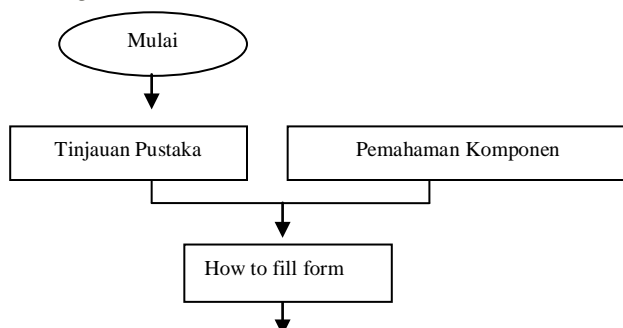 Mulai
Tinjauan Pustaka
Pemahaman Komponen
How to fill form